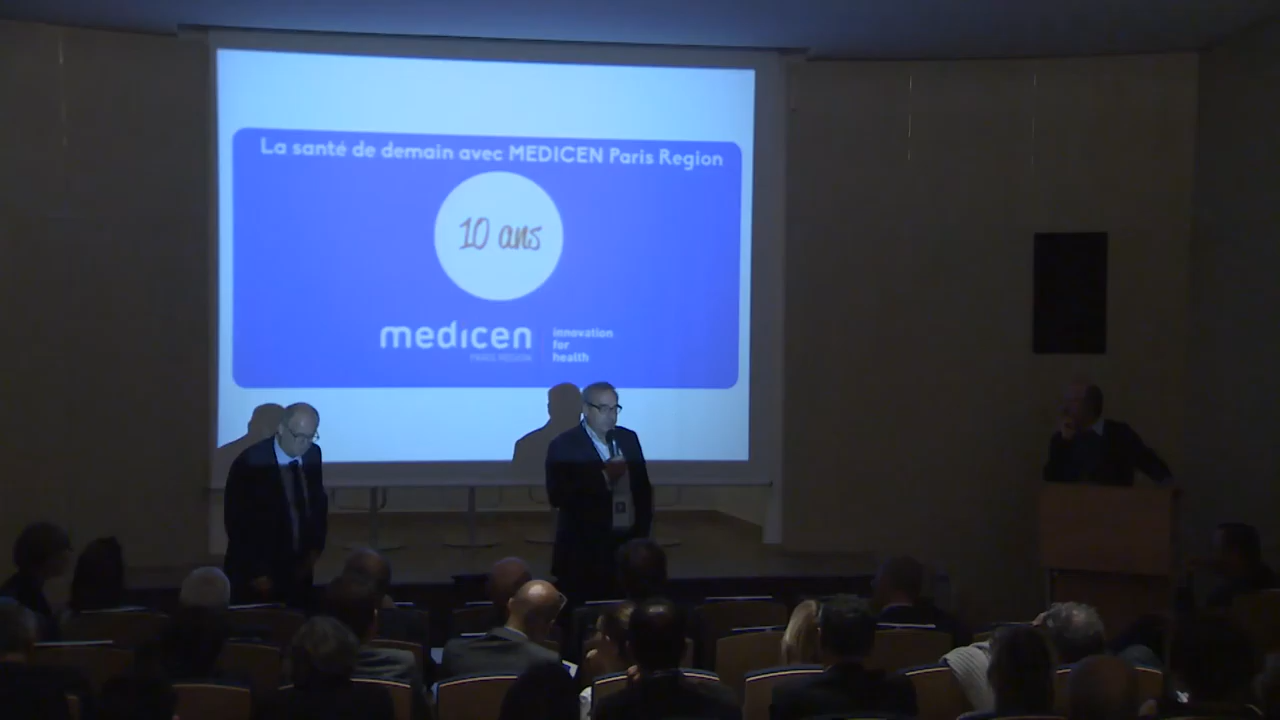 La santé de demain avec MEDICEN Paris Region
10 ans
medicen
PARIS REGION
innovation
for
health